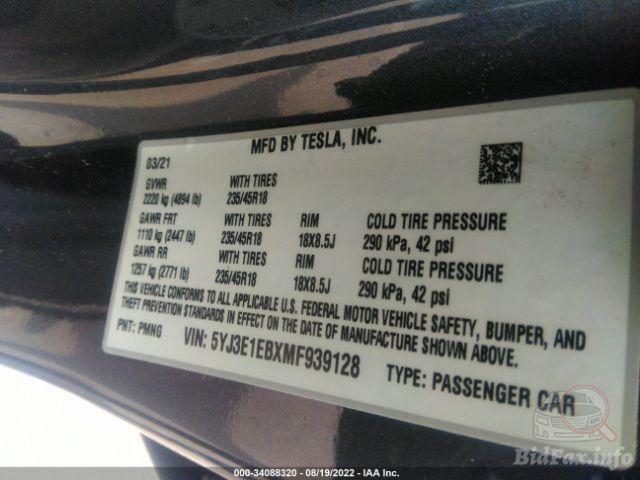 MFD BY TESLA, INC.
03/21
GVWR WITH TIRES
2220 kg (4894 lb) 235/45R18
GAWR FRT WITH TIRES RIM COLD TIRE PRESSURE
1110 kg (2447 lb) 235/45R18 18X8.5J 290 kPa, 42 psi
GAWR RR WITH TIRES RIM COLD TIRE PRESSURE
1257 kg (2771 lb) 235/45R18 18X8.5J 290 kPa, 42 psi
THIS VEHICLE CONFORMS TO ALL APPLICABLE U.S. FEDERAL MOTOR VEHICLE SAFETY, BUMPER, AND
THEFT PREVENTION STANDARDS IN EFFECT ON THE DATE OF MANUFACTURE SHOWN ABOVE.
PNT: PMNG VIN: 5YJ3E1EBXMF939128 TYPE: PASSENGER CAR
BidFax.info
000-34088320 - 08/19/2022 - IAA Inc.